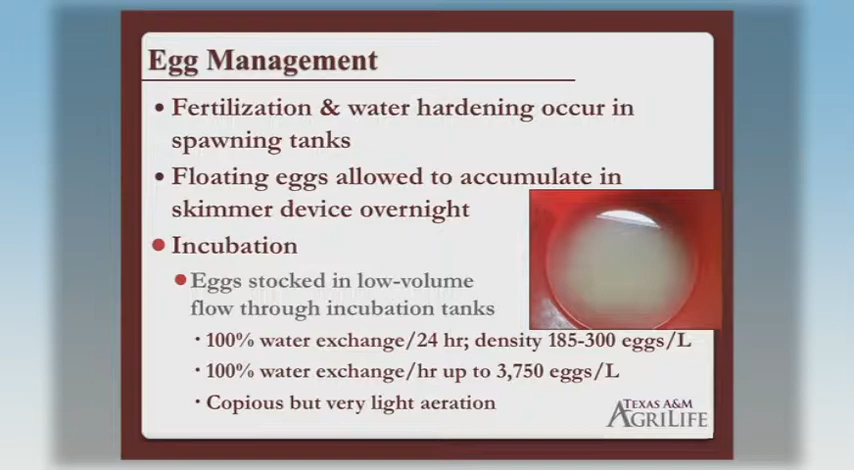 Egg Management
• Fertilization & water hardening occur in
spawning tanks
• Floating eggs allowed to accumulate in
skimmer device overnight
• Incubation
• Eggs stocked in low-volume
flow through incubation tanks
• 100% water exchange/24 hr; density 185-300 eggs/L
• 100% water exchange/hr up to 3,750 eggs/L
• Copious but very light aeration
TEXAS A&M
AGRILIFE